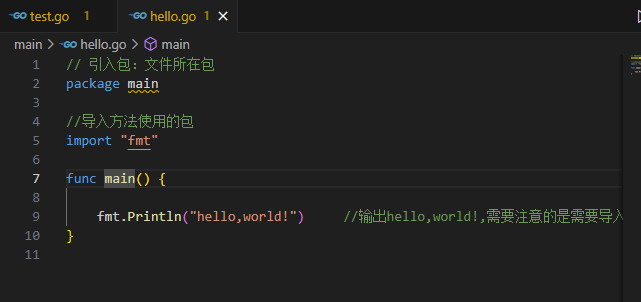 GO test.go 1 GO hello.go 1 ×
main > GO hello.go > main
1 // 引入包: 文件所在包
2 package main
3
4 //导入方法使用的包
5 import "fmt"
6
7 func main() {
8
9 fmt.Println("hello,world!") //输出hello,world!,需要注意的是需要导入
10 }
11